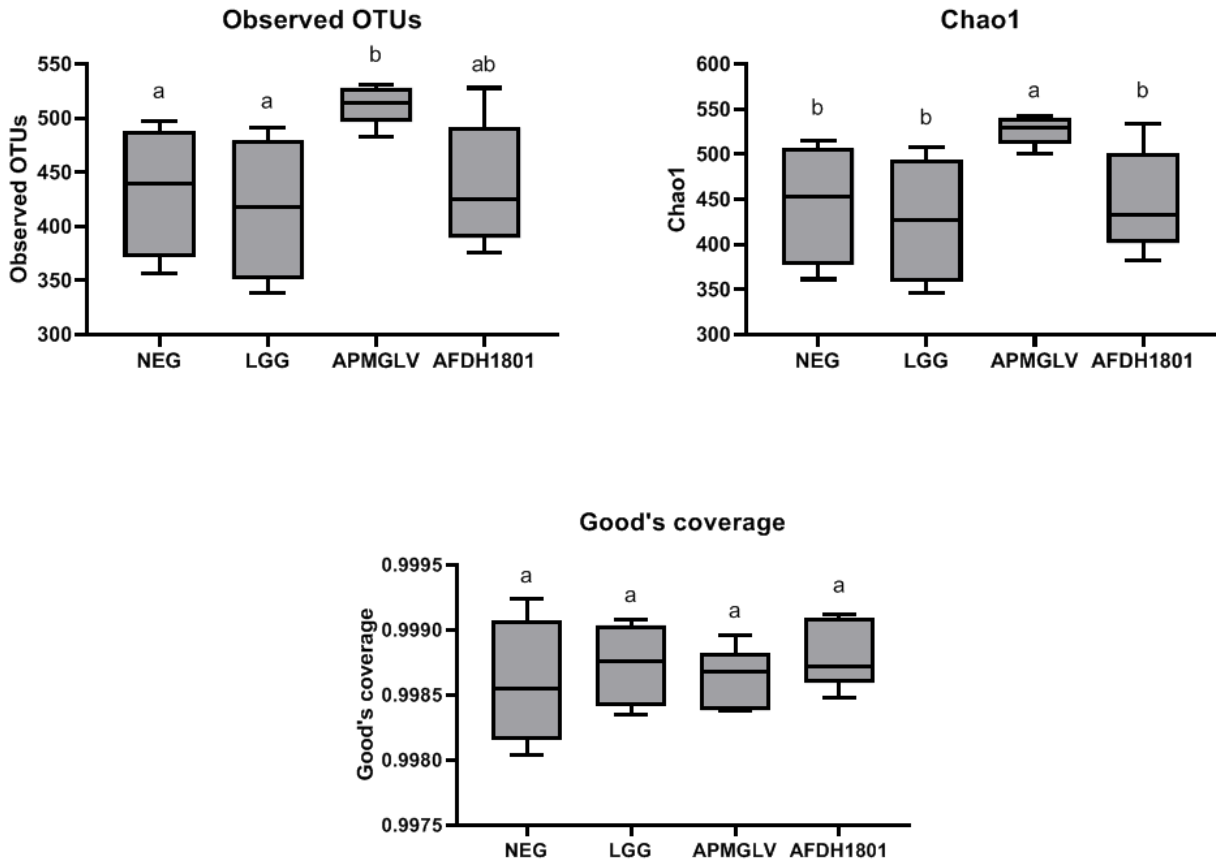 Observed OTUs
Observed OTUs
550
500
450
400
350
300
a
a
b
ab
NEG
LGG
APMGLV
AFDH1801
Chao1
Chao1
600
550
500
450
400
350
300
b
b
a
b
NEG
LGG
APMGLV
AFDH1801
Good's coverage
Good's coverage
0.9995
0.9990
0.9985
0.9980
0.9975
a
a
a
a
NEG
LGG
APMGLV
AFDH1801